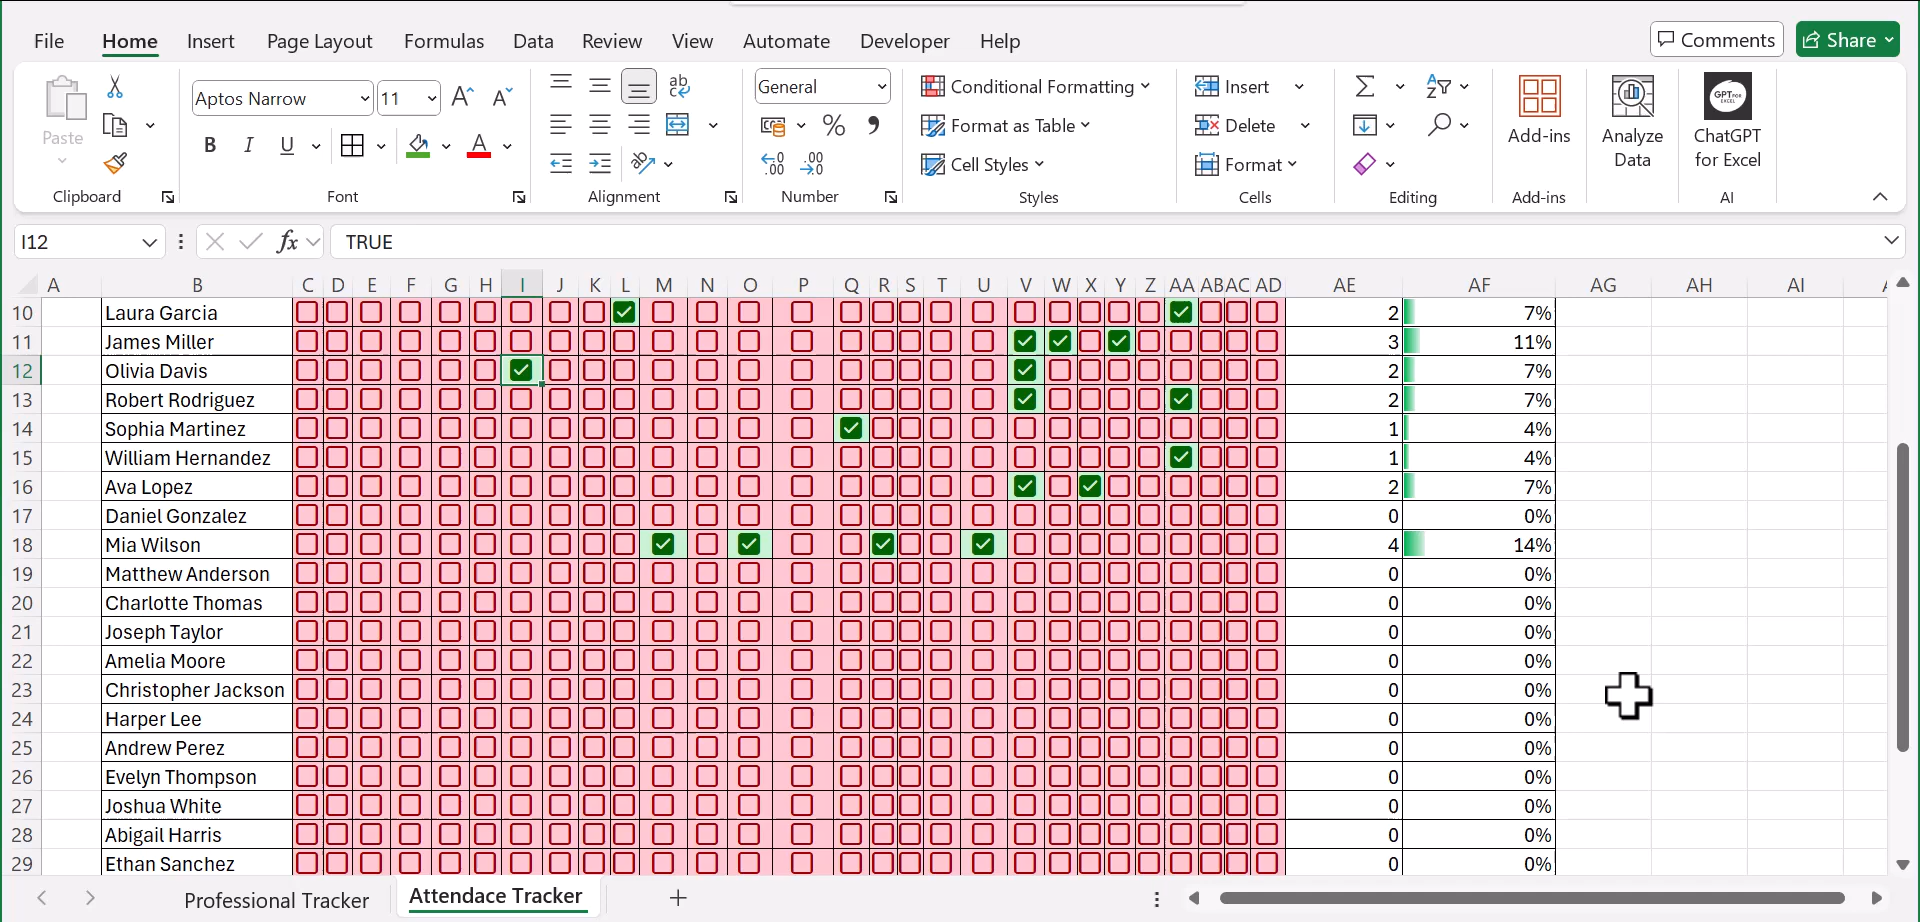 File Home Insert Page Layout Formulas Data Review View Automate Developer Help Comments Share
Paste
Clipboard
Aptos Narrow 11
B I U A
Font
ab
Alignment
General
% 9
Number
Conditional Formatting
Format as Table
Cell Styles
Styles
Insert
Delete
Format
Cells
Editing
Add-ins
Add-ins
Analyze
Data
GPT FOR EXCEL
ChatGPT
for Excel
AI
I12 fx TRUE
A B C D E F G H I J K L M N O P Q R S T U V W X Y Z AA AB AC AD AE AF AG AH AI
10 Laura Garcia 2 7%
11 James Miller 3 11%
12 Olivia Davis 2 7%
13 Robert Rodriguez 2 7%
14 Sophia Martinez 1 4%
15 William Hernandez 1 4%
16 Ava Lopez 2 7%
17 Daniel Gonzalez 0 0%
18 Mia Wilson 4 14%
19 Matthew Anderson 0 0%
20 Charlotte Thomas 0 0%
21 Joseph Taylor 0 0%
22 Amelia Moore 0 0%
23 Christopher Jackson 0 0%
24 Harper Lee 0 0%
25 Andrew Perez 0 0%
26 Evelyn Thompson 0 0%
27 Joshua White 0 0%
28 Abigail Harris 0 0%
29 Ethan Sanchez 0 0%
Professional Tracker Attendace Tracker